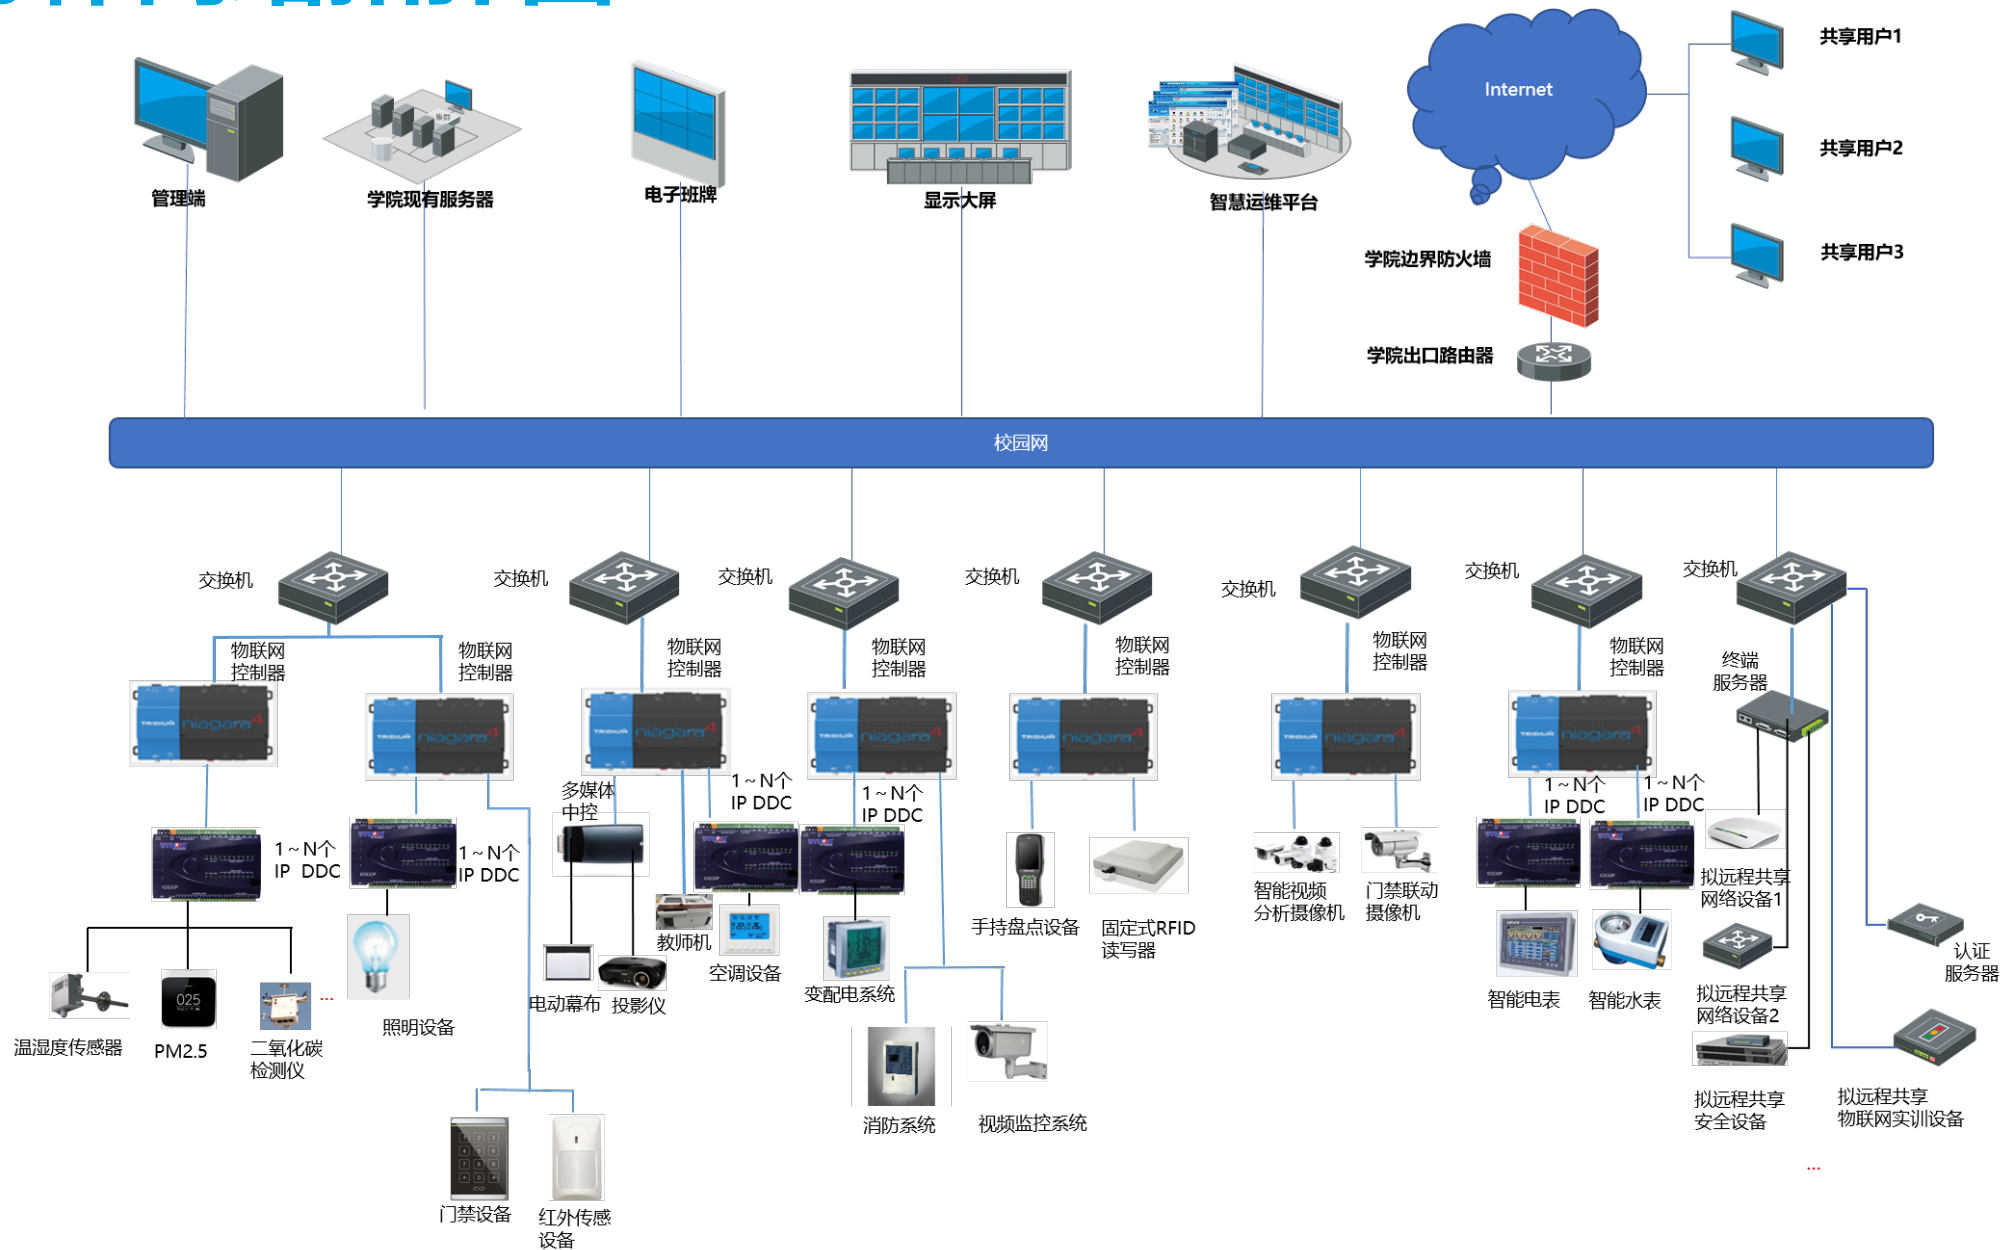 LED
Internet
共享用户1
共享用户2
共享用户3
管理端
学院现有服务器
电子班牌
显示大屏
智慧运维平台
学院边界防火墙
学院出口路由器
校园网
交换机
交换机
交换机
交换机
交换机
交换机
交换机
物联网
控制器
物联网
控制器
物联网
控制器
物联网
控制器
物联网
控制器
物联网
控制器
物联网
控制器
终端
服务器
TRIDIUM niagara4
TRIDIUM niagara4
TRIDIUM niagara4
TRIDIUM niagara4
TRIDIUM niagara4
TRIDIUM niagara4
TRIDIUM niagara4
多媒体
中控
1～N个
IP DDC
1～N个
IP DDC
1～N个
IP DDC
1～N个
IP DDC
1～N个
IP DDC
1～N个
IP DDC
拟远程共享
网络设备1
智能视频
分析摄像机
门禁联动
摄像机
手持盘点设备
固定式RFID
读写器
教师机
空调设备
变配电系统
电动幕布
投影仪
智能电表
智能水表
拟远程共享
网络设备2
认证
服务器
025
...
温湿度传感器
PM2.5
二氧化碳
检测仪
照明设备
消防系统
视频监控系统
拟远程共享
安全设备
拟远程共享
物联网实训设备
...
门禁设备
红外传感
设备